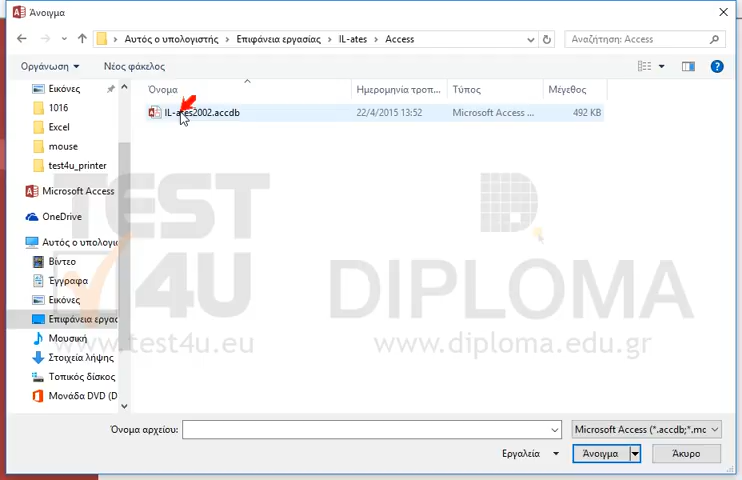 Άνοιγμα
Αυτός ο υπολογιστής > Επιφάνεια εργασίας > IL-ates > Access
Αναζήτηση: Access
Οργάνωση
Νέος φάκελος
Όνομα
Ημερομηνία τροπ...
Τύπος
Μέγεθος
IL-ates2002.accdb
22/4/2015 13:52
Microsoft Access ...
492 KB
Εικόνες
1016
Excel
mouse
test4u_printer
Microsoft Access
OneDrive
Αυτός ο υπολογι
Βίντεο
Έγγραφα
Εικόνες
Επιφάνεια εργασ
Μουσική
Στοιχεία λήψης
Τοπικός δίσκος
Μονάδα DVD (D
TEST
4U
www.test4u.eu
DIPLOMA
www.diploma.edu.gr
Όνομα αρχείου:
Microsoft Access (*.accdb;*.mc
Εργαλεία
Άνοιγμα
Άκυρο